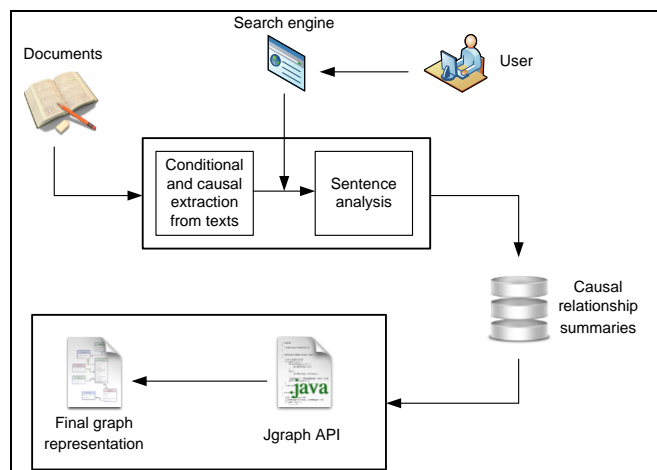 Search engine
Documents
User
Conditional
and causal
extraction
from texts
Sentence
analysis
Causal
relationship
summaries
.java
Final graph
representation
Jgraph API